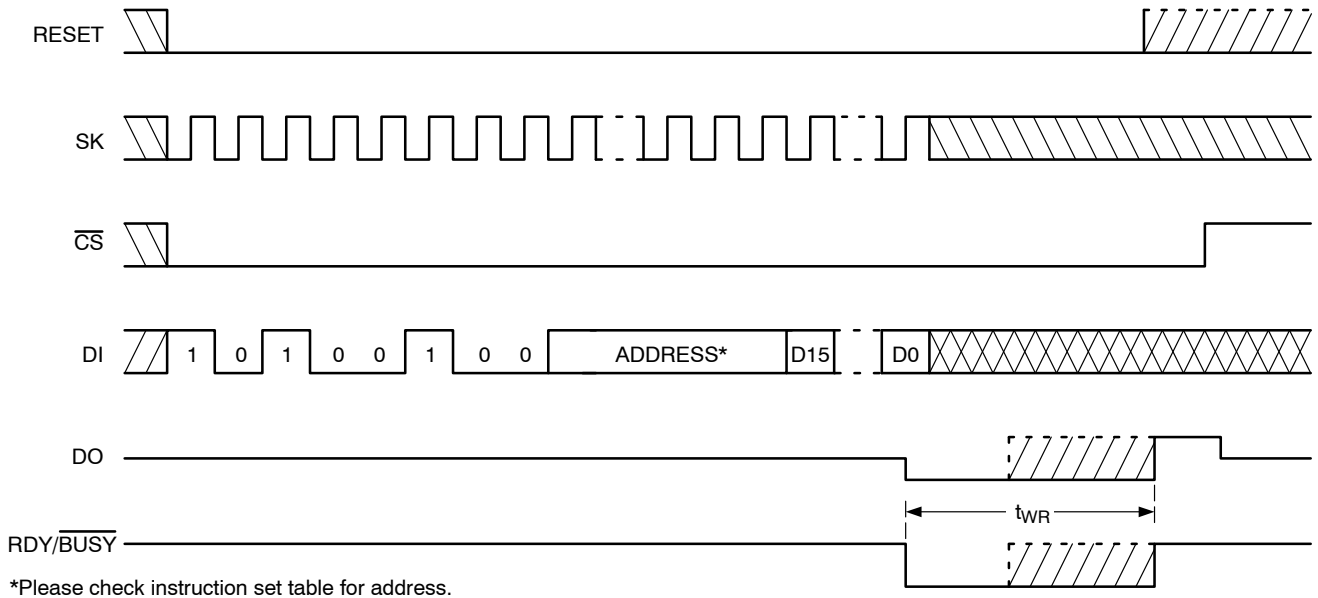 RESET
SK
CS
DI 1 0 1 0 0 1 0 0 ADDRESS* D15 D0
DO
tWR
RDY/BUSY
*Please check instruction set table for address.